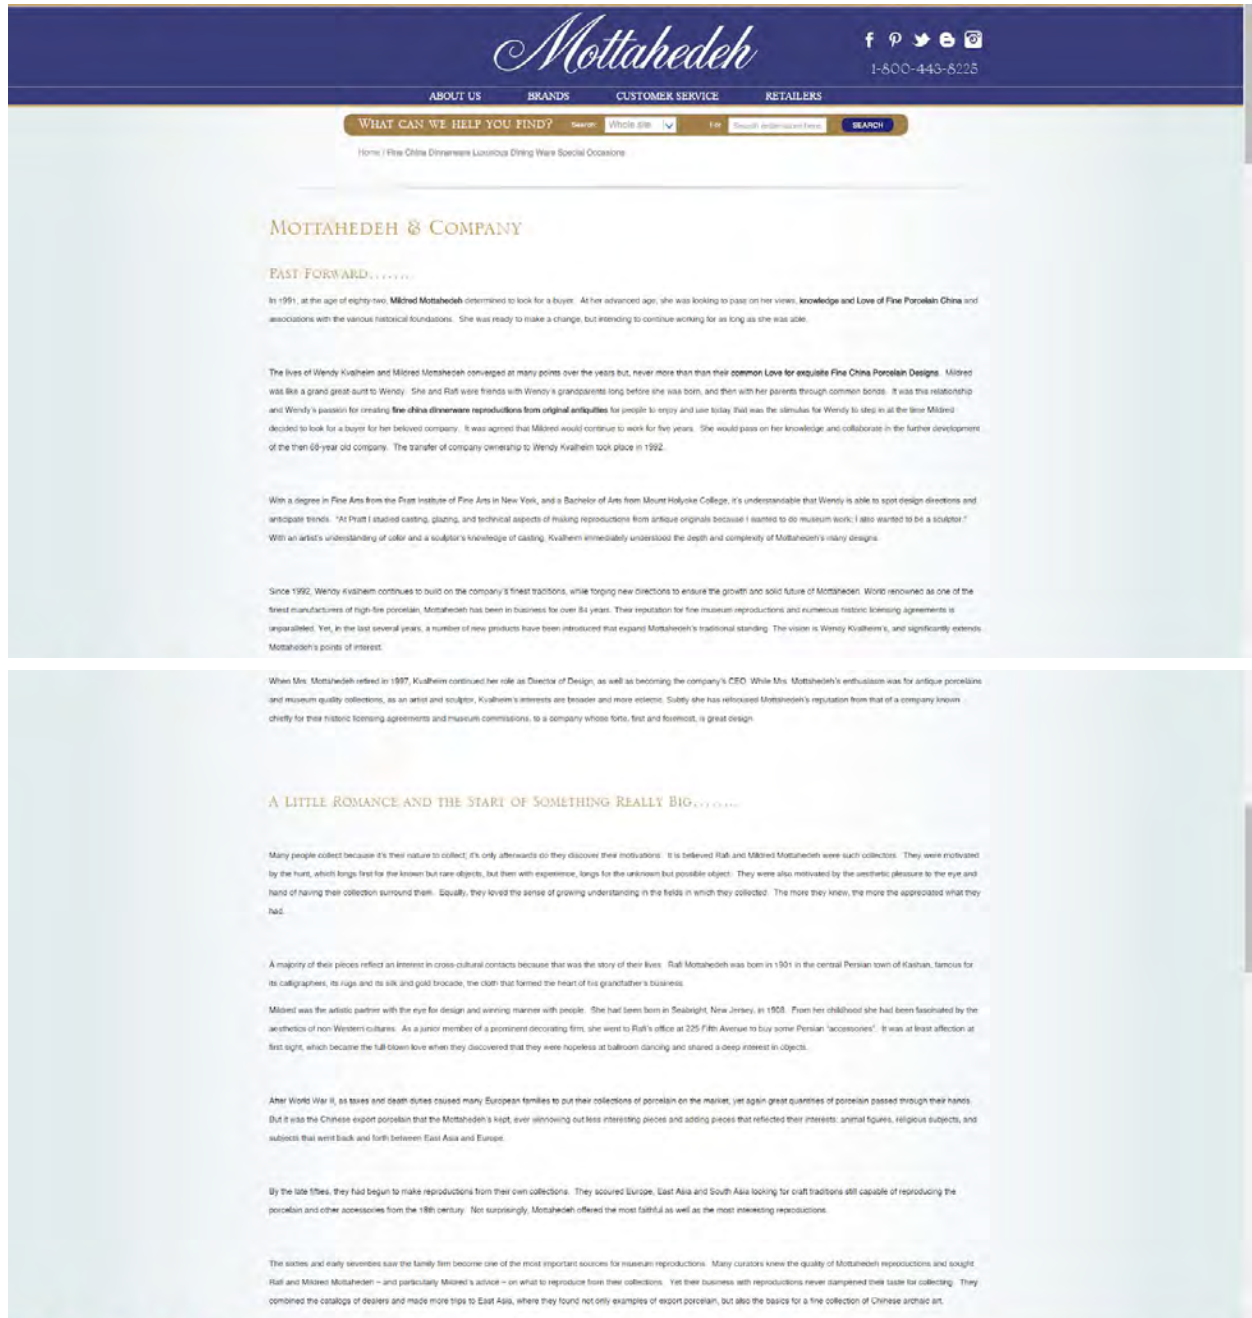 Mottahedeh
1-800-443-8225
ABOUT US BRANDS CUSTOMER SERVICE RETAILERS
WHAT CAN WE HELP YOU FIND? Search: Whole site For SEARCH
Home / Fine China Dinnerware Luxurious Dining Ware Special Occasions
MOTTAHEDEH & COMPANY
PAST FORWARD........
In 1991, at the age of eighty-two, Mildred Mottahedeh determined to look for a buyer. At her advanced age, she was looking to pass on her views, knowledge and Love of Fine Porcelain China and
associations with the various historical foundations. She was ready to make a change, but intending to continue working for as long as she was able.
The lives of Wendy Kvalheim and Mildred Mottahedeh converged at many points over the years but, never more than than their common Love for exquisite Fine China Porcelain Designs. Mildred
was like a grand great-aunt to Wendy. She and Rafi were friends with Wendy's grandparents long before she was born, and then with her parents through common bonds. It was this relationship
and Wendy's passion for creating fine china dinnerware reproductions from original antiquities for people to enjoy and use today that was the stimulus for Wendy to step in at the time Mildred
decided to look for a buyer for her beloved company. It was agreed that Mildred would continue to work for five years. She would pass on her knowledge and collaborate in the further development
of the then 68-year old company. The transfer of company ownership to Wendy Kvalheim took place in 1992.
With a degree in Fine Arts from the Pratt Institute of Fine Arts in New York, and a Bachelor of Arts from Mount Holyoke College, it's understandable that Wendy is able to spot design directions and
anticipate trends. "At Pratt I studied casting, glazing, and technical aspects of making reproductions from antique originals because I wanted to do museum work; I also wanted to be a sculptor."
With an artist's understanding of color and a sculptor's knowledge of casting, Kvalheim immediately understood the depth and complexity of Mottahedeh's many designs.
Since 1992, Wendy Kvalheim continues to build on the company's finest traditions, while forging new directions to ensure the growth and solid future of Mottahedeh. World renowned as one of the
finest manufacturers of high-fire porcelain, Mottahedeh has been in business for over 84 years. Their reputation for fine museum reproductions and numerous historic licensing agreements is
unparalleled. Yet, in the last several years, a number of new products have been introduced that expand Mottahedeh's traditional standing. The vision is Wendy Kvalheim's, and significantly extends
Mottahedeh's points of interest.
When Mrs. Mottahedeh retired in 1997, Kvalheim continued her role as Director of Design, as well as becoming the company's CEO. While Mrs. Mottahedeh's enthusiasm was for antique porcelains
and museum quality collections, as an artist and sculptor, Kvalheim's interests are broader and more eclectic. Subtly she has refocused Mottahedeh's reputation from that of a company known
chiefly for their historic licensing agreements and museum commissions, to a company whose forte, first and foremost, is great design.
A LITTLE ROMANCE AND THE START OF SOMETHING REALLY BIG........
Many people collect because it's their nature to collect; it's only afterwards do they discover their motivations. It is believed Rafi and Mildred Mottahedeh were such collectors. They were motivated
by the hunt, which longs first for the known but rare objects, but then with experience, longs for the unknown but possible object. They were also motivated by the aesthetic pleasure to the eye and
hand of having their collection surround them. Equally, they loved the sense of growing understanding in the fields in which they collected. The more they knew, the more the appreciated what they
had.
A majority of their pieces reflect an interest in cross-cultural contacts because that was the story of their lives. Rafi Mottahedeh was born in 1901 in the central Persian town of Kashan, famous for
its calligraphers, its rugs and its silk and gold brocade, the cloth that formed the heart of his grandfather's business.
Mildred was the artistic partner with the eye for design and winning manner with people. She had been born in Seabright, New Jersey, in 1908. From her childhood she had been fascinated by the
aesthetics of non-Western cultures. As a junior member of a prominent decorating firm, she went to Rafi's office at 225 Fifth Avenue to buy some Persian "accessories". It was at least affection at
first sight, which became the full-blown love when they discovered that they were hopeless at ballroom dancing and shared a deep interest in objects.
After World War II, as taxes and death duties caused many European families to put their collections of porcelain on the market, yet again great quantities of porcelain passed through their hands.
But it was the Chinese export porcelain that the Mottahedeh's kept, ever winnowing out less interesting pieces and adding pieces that reflected their interests: animal figures, religious subjects, and
subjects that went back and forth between East Asia and Europe.
By the late fifties, they had begun to make reproductions from their own collections. They scoured Europe, East Asia and South Asia looking for craft traditions still capable of reproducing the
porcelain and other accessories from the 18th century. Not surprisingly, Mottahedeh offered the most faithful as well as the most interesting reproductions.
The sixties and early seventies saw the family firm become one of the most important sources for museum reproductions. Many curators knew the quality of Mottahedeh reproductions and sought
Rafi and Mildred Mottahedeh – and particularly Mildred's advice – on what to reproduce from their collections. Yet their business with reproductions never dampened their taste for collecting. They
combined the catalogs of dealers and made more trips to East Asia, where they found not only examples of export porcelain, but also the basics for a fine collection of Chinese archaic art.